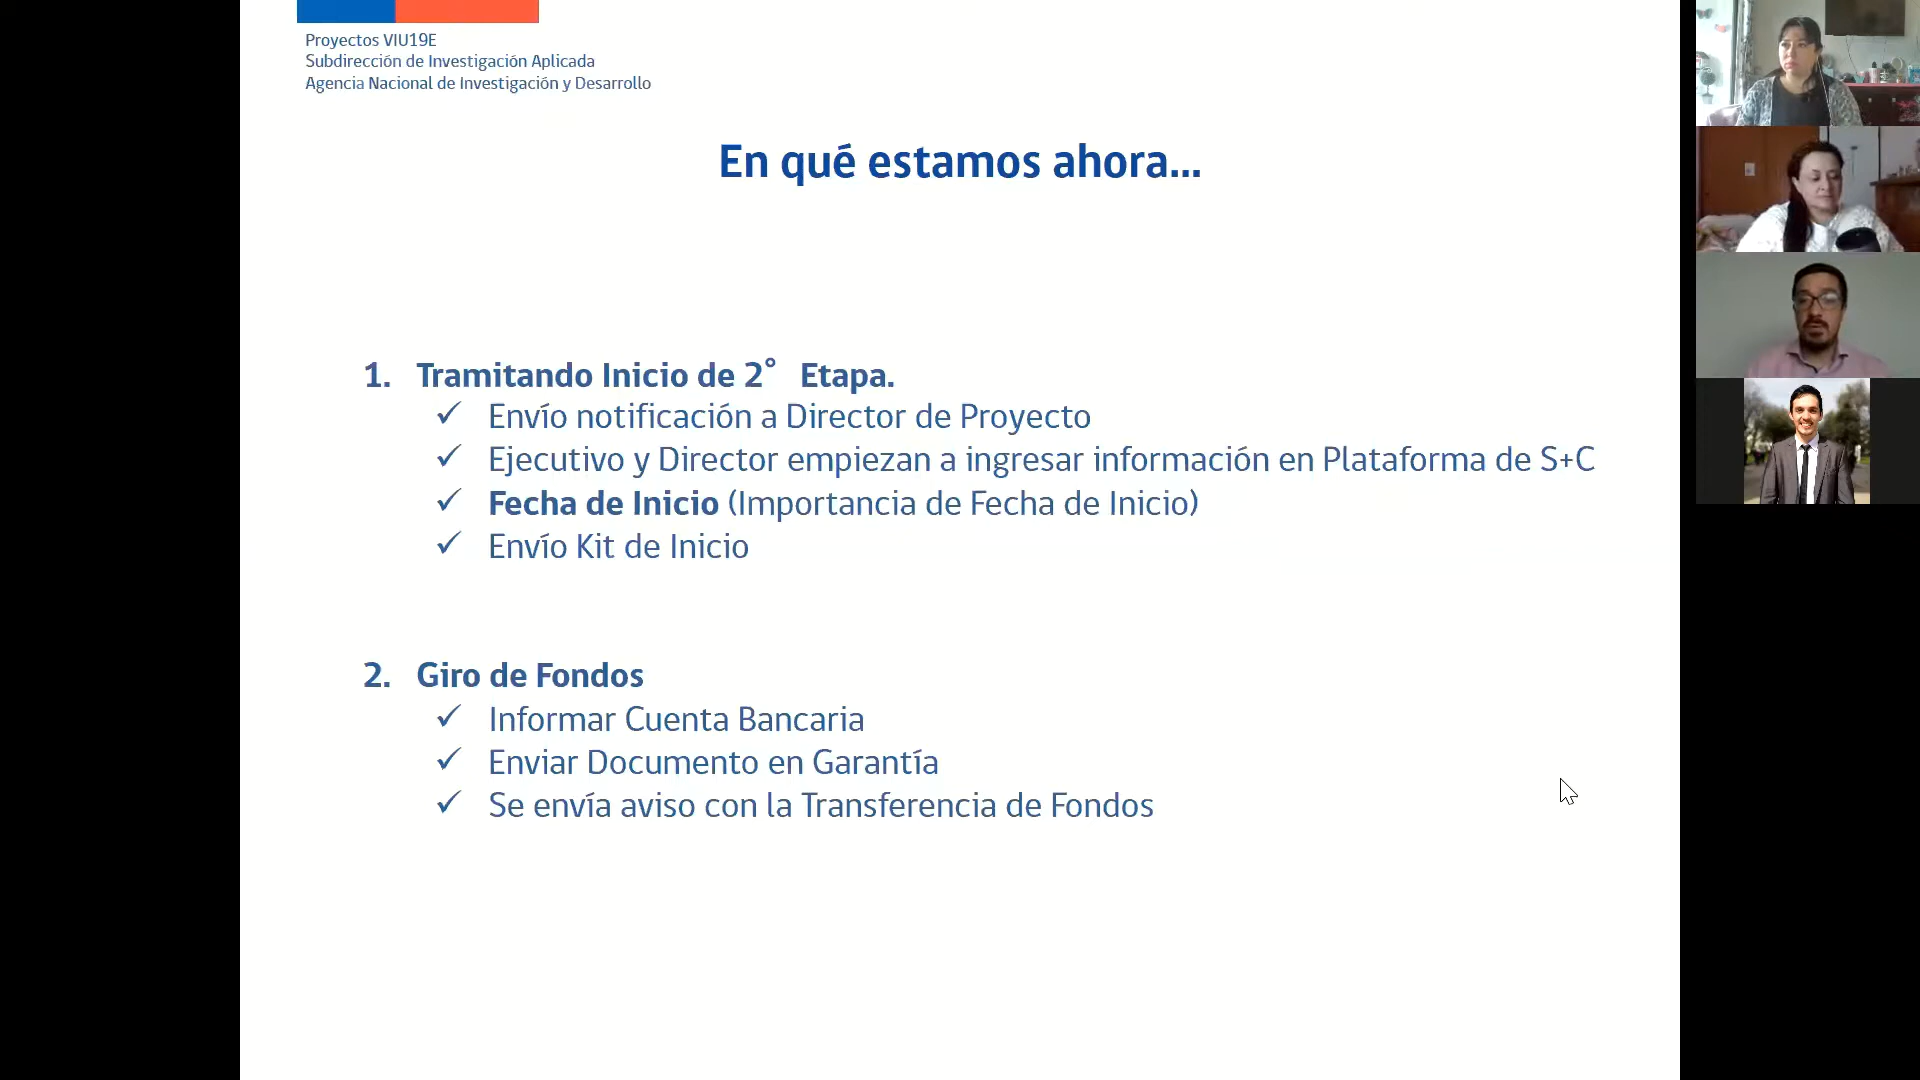 Proyectos VIU19E
Subdirección de Investigación Aplicada
Agencia Nacional de Investigación y Desarrollo
En qué estamos ahora...
1. Tramitando Inicio de 2° Etapa.
✓ Envío notificación a Director de Proyecto
✓ Ejecutivo y Director empiezan a ingresar información en Plataforma de S+C
✓ Fecha de Inicio (Importancia de Fecha de Inicio)
✓ Envío Kit de Inicio
2. Giro de Fondos
✓ Informar Cuenta Bancaria
✓ Enviar Documento en Garantía
✓ Se envía aviso con la Transferencia de Fondos